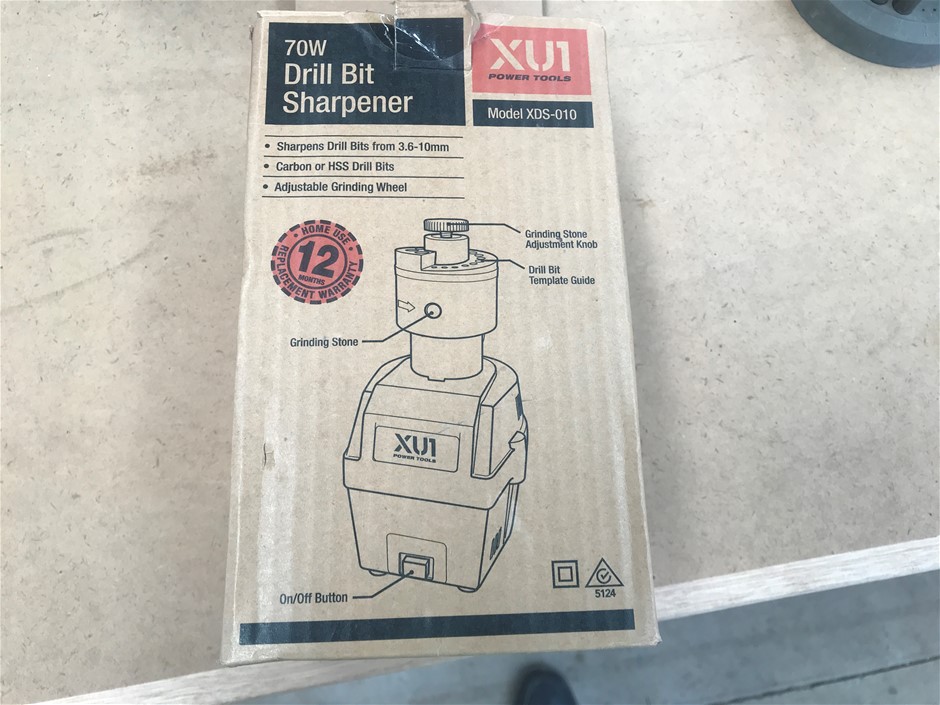 70W
Drill Bit
Sharpener
XU1
POWER TOOLS
Model XDS-010
• Sharpens Drill Bits from 3.6-10mm
• Carbon or HSS Drill Bits
• Adjustable Grinding Wheel
• HOME USE •
12
MONTHS
REPLACEMENT WARRANTY
Grinding Stone
Adjustment Knob
Drill Bit
Template Guide
Grinding Stone
XU1
POWER TOOLS
On/Off Button
5124